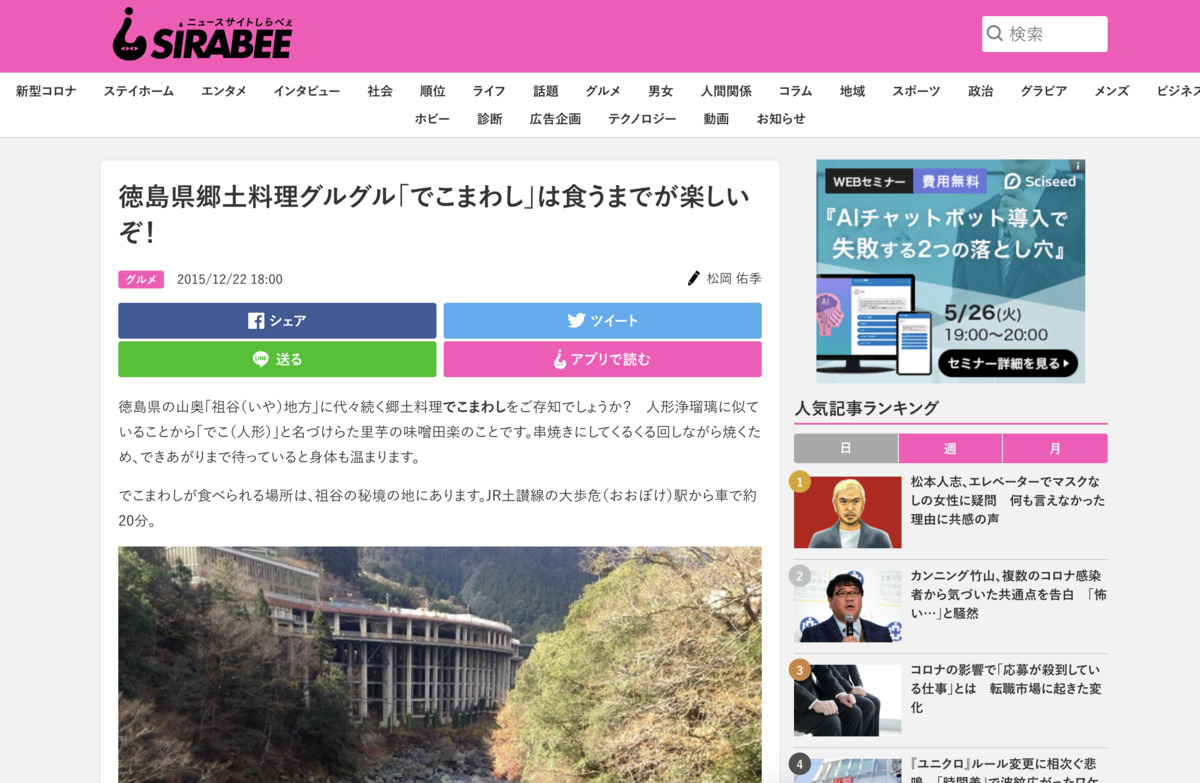 ニュースサイトしらべぇ
SIRABEE
検索
新型コロナ ステイホーム エンタメ インタビュー 社会 順位 ライフ 話題 グルメ 男女 人間関係 コラム 地域 スポーツ 政治 グラビア メンズ ビジネス
ホビー 診断 広告企画 テクノロジー 動画 お知らせ
徳島県郷土料理グルグル「でこまわし」は食うまでが楽しい
ぞ！
グルメ 2015/12/22 18:00 松岡 佑季
シェア ツイート
LINE 送る アプリで読む
徳島県の山奥「祖谷（いや）地方」に代々続く郷土料理でこまわしをご存知でしょうか？　人形浄瑠璃に似て
いることから「でこ（人形）」と名づけらた里芋の味噌田楽のことです。串焼きにしてくるくる回しながら焼くた
め、できあがりまで待っていると身体も温まります。
でこまわしが食べられる場所は、祖谷の秘境の地にあります。JR土讃線の大歩危（おおぼけ）駅から車で約
20分。
WEBセミナー 費用無料 Sciseed
『AIチャットボット導入で
失敗する2つの落とし穴』
AI
5/26(火)
19:00〜20:00
セミナー詳細を見る
人気記事ランキング
日 週 月
1
松本人志、エレベーターでマスクな
しの女性に疑問　何も言えなかった
理由に共感の声
2
カンニング竹山、複数のコロナ感染
者から気づいた共通点を告白　「怖
い…」と騒然
3
コロナの影響で「応募が殺到してい
る仕事」とは　転職市場に起きた変
化
4
『ユニクロ』ルール変更に相次ぐ悲
鳴　「時間差」で波紋広がったワケ